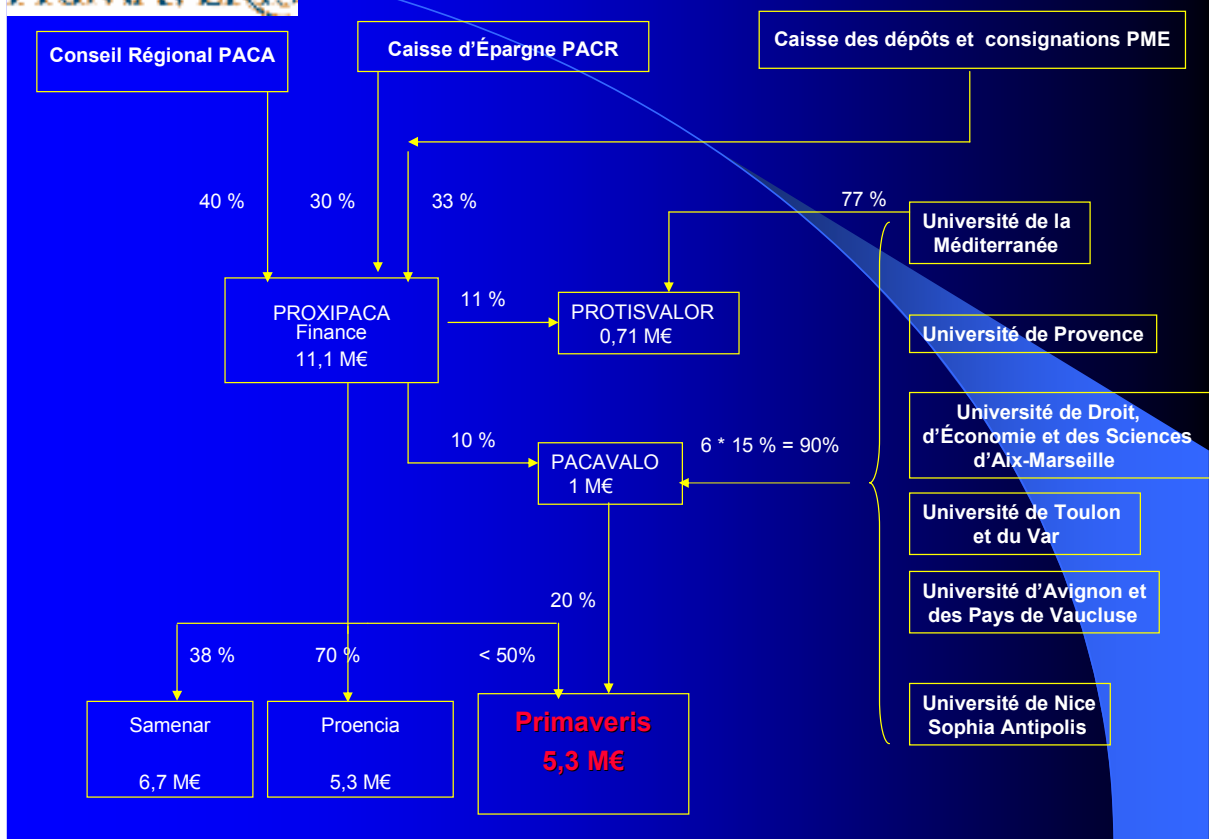 Conseil Régional PACA
Caisse d'Épargne PACR
Caisse des dépôts et consignations PME
40 %
30 %
33 %
77 %
Université de la
Méditerranée
PROXIPACA
Finance
11,1 M€
11 %
PROTISVALOR
0,71 M€
Université de Provence
Université de Droit,
d'Économie et des Sciences
d'Aix-Marseille
10 %
PACAVALO
1 M€
6 * 15 % = 90%
Université de Toulon
et du Var
Université d'Avignon et
des Pays de Vaucluse
20 %
38 %
70 %
< 50%
Samenar
6,7 M€
Proencia
5,3 M€
Primaveris
5,3 M€
Université de Nice
Sophia Antipolis